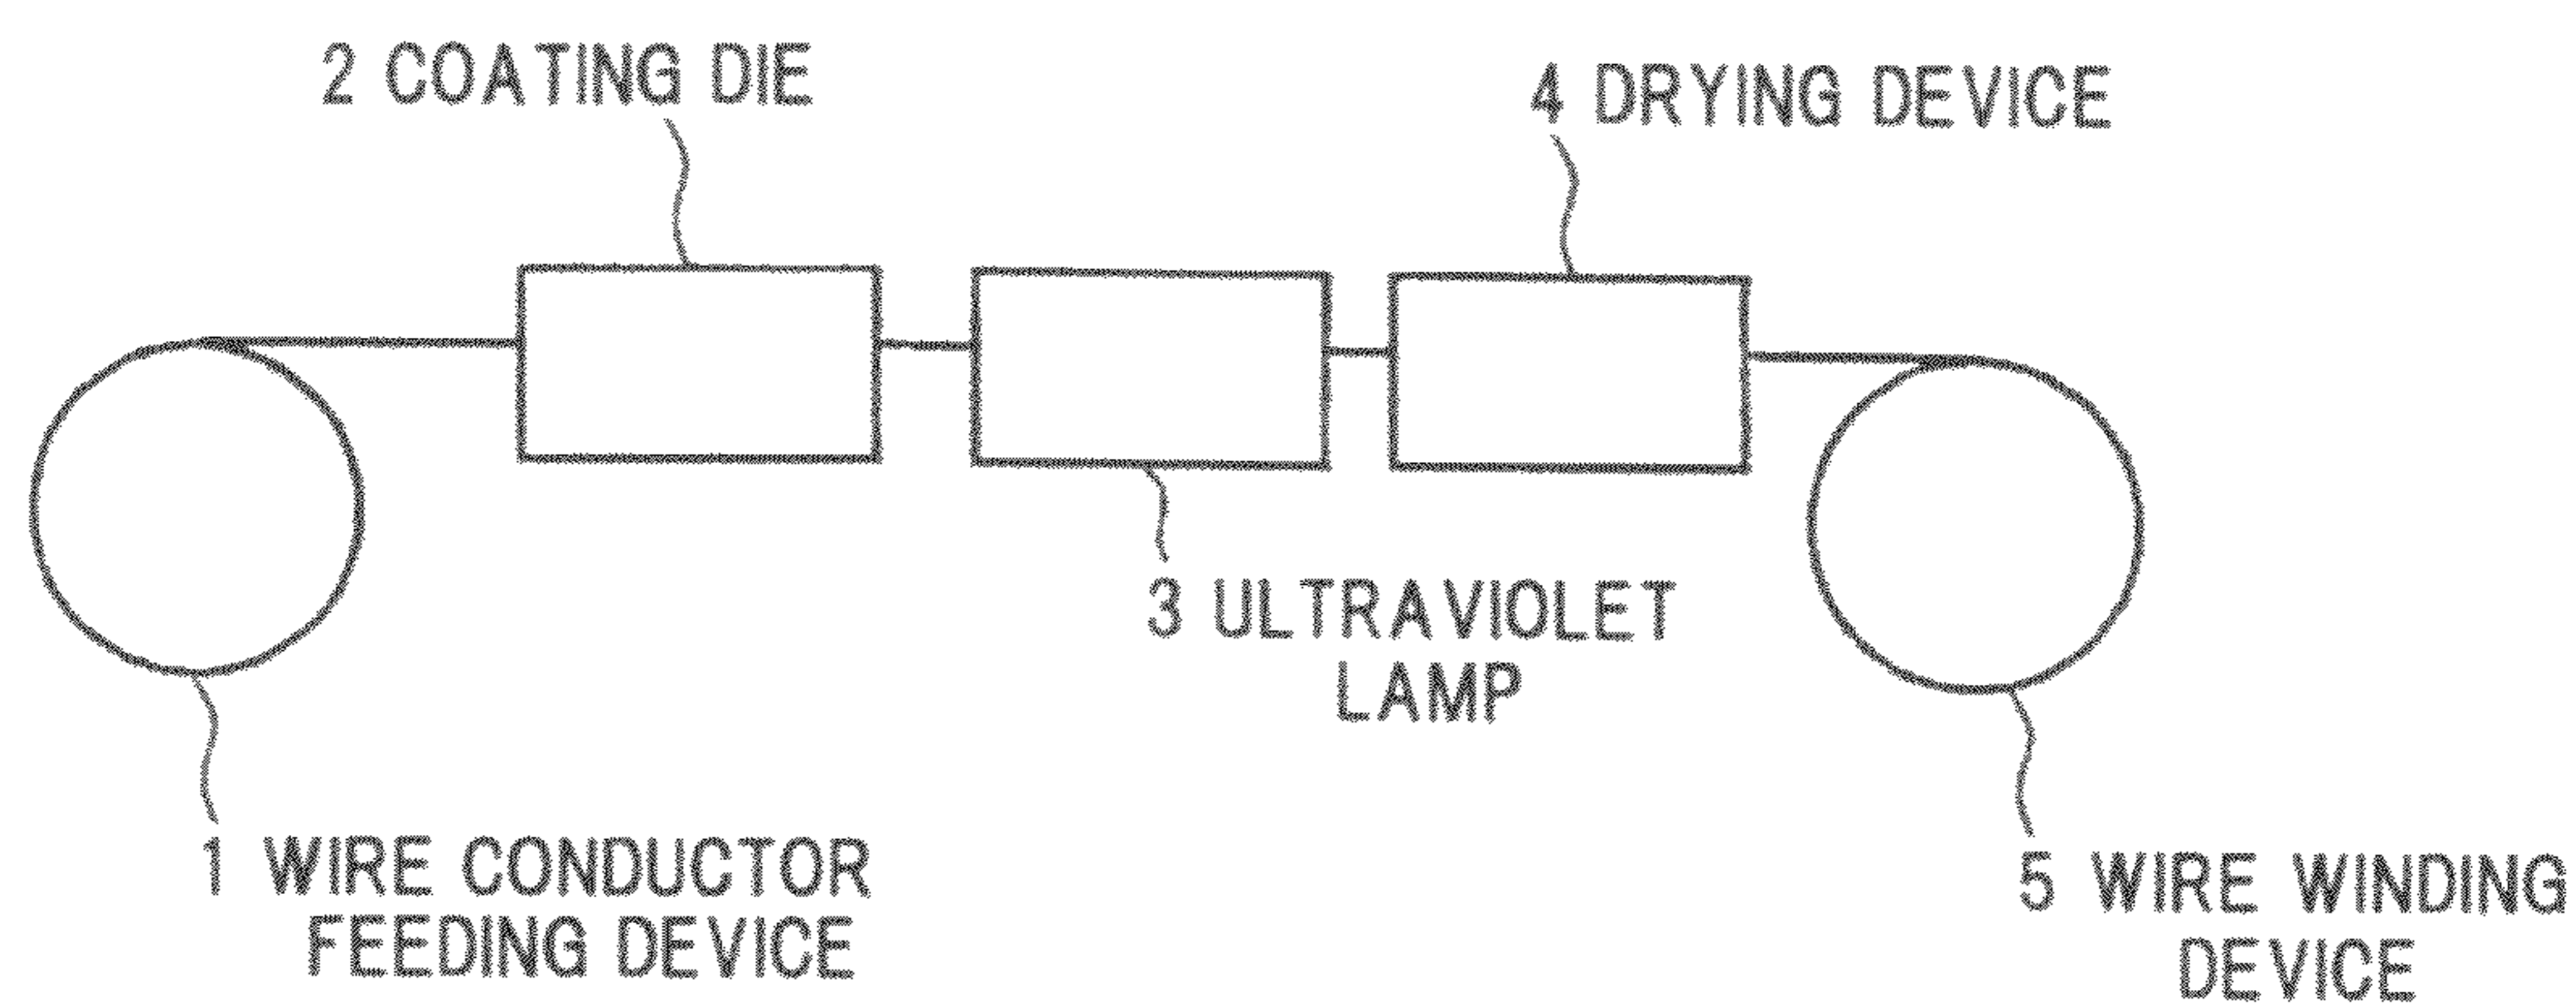 2 COATING DIE
4 DRYING DEVICE
3 ULTRAVIOLET
LAMP
1 WIRE CONDUCTOR
FEEDING DEVICE
5 WIRE WINDING
DEVICE